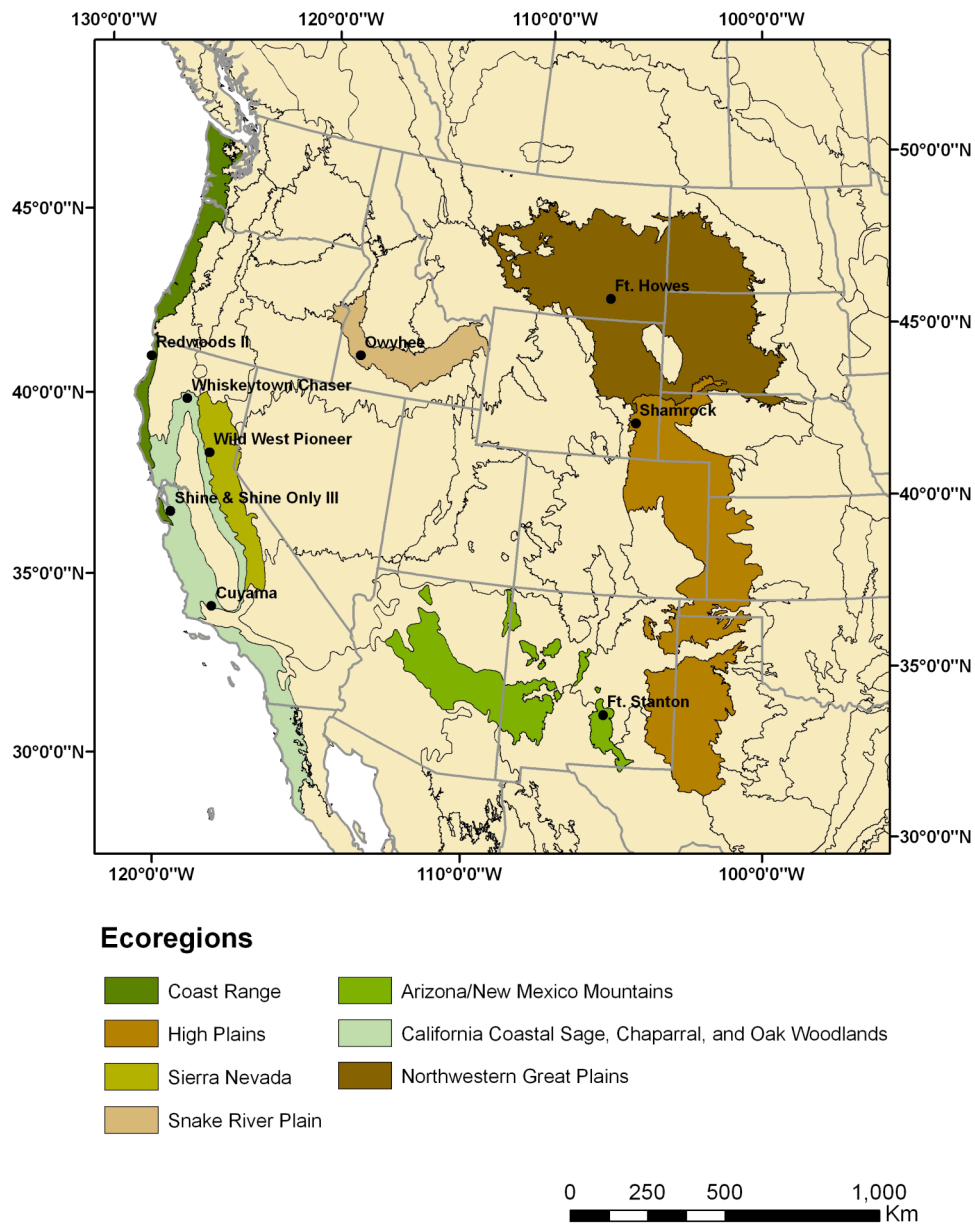 130°0'0"W 120°0'0"W 110°0'0"W 100°0'0"W
50°0'0"N
45°0'0"N
Ft. Howes
45°0'0"N
Redwoods II
Owyhee
Whiskeytown Chaser
40°0'0"N
Shamrock
Wild West Pioneer
Shine & Shine Only III
40°0'0"N
35°0'0"N
Cuyama
35°0'0"N
Ft. Stanton
30°0'0"N
30°0'0"N
120°0'0"W 110°0'0"W 100°0'0"W
Ecoregions
Coast Range
Arizona/New Mexico Mountains
High Plains
California Coastal Sage, Chaparral, and Oak Woodlands
Sierra Nevada
Northwestern Great Plains
Snake River Plain
0 250 500 1,000
Km